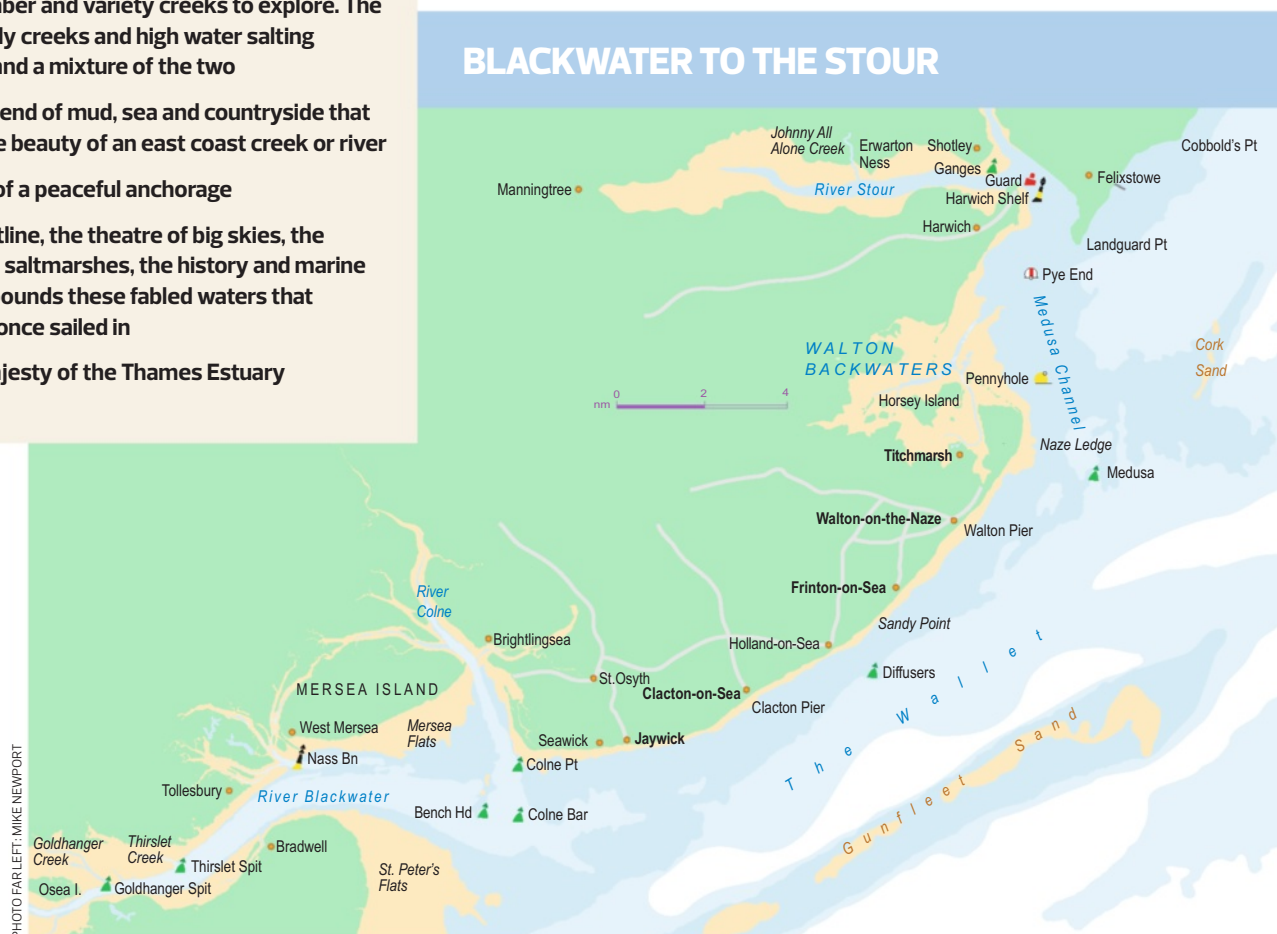 ber and variety creeks to explore. The
ly creeks and high water salting
and a mixture of the two
end of mud, sea and countryside that
e beauty of an east coast creek or river
of a peaceful anchorage
tline, the theatre of big skies, the
saltmarshes, the history and marine
ounds these fabled waters that
once sailed in
ajesty of the Thames Estuary
BLACKWATER TO THE STOUR
Johnny All
Alone Creek
Erwarton
Ness
Shotley
Cobbold's Pt
Ganges
Manningtree
River Stour
Guard
Felixstowe
Harwich Shelf
Harwich
Landguard Pt
Pye End
Medusa Channel
WALTON
BACKWATERS
Cork
Sand
Pennyhole
0 2 4
nm
Horsey Island
Naze Ledge
Titchmarsh
Medusa
Walton-on-the-Naze
Walton Pier
River
Colne
Frinton-on-Sea
Sandy Point
Brightlingsea
Holland-on-Sea
Diffusers
St.Osyth
MERSEA ISLAND
Clacton-on-Sea
Clacton Pier
The Wallet
West Mersea
Mersea
Flats
Seawick
Jaywick
Nass Bn
Colne Pt
Gunfleet Sand
Tollesbury
River Blackwater
Bench Hd
Colne Bar
Goldhanger
Creek
Thirslet
Creek
Bradwell
Thirslet Spit
St. Peter's
Flats
Osea I.
Goldhanger Spit
PHOTO FAR LEFT: MIKE NEWPORT